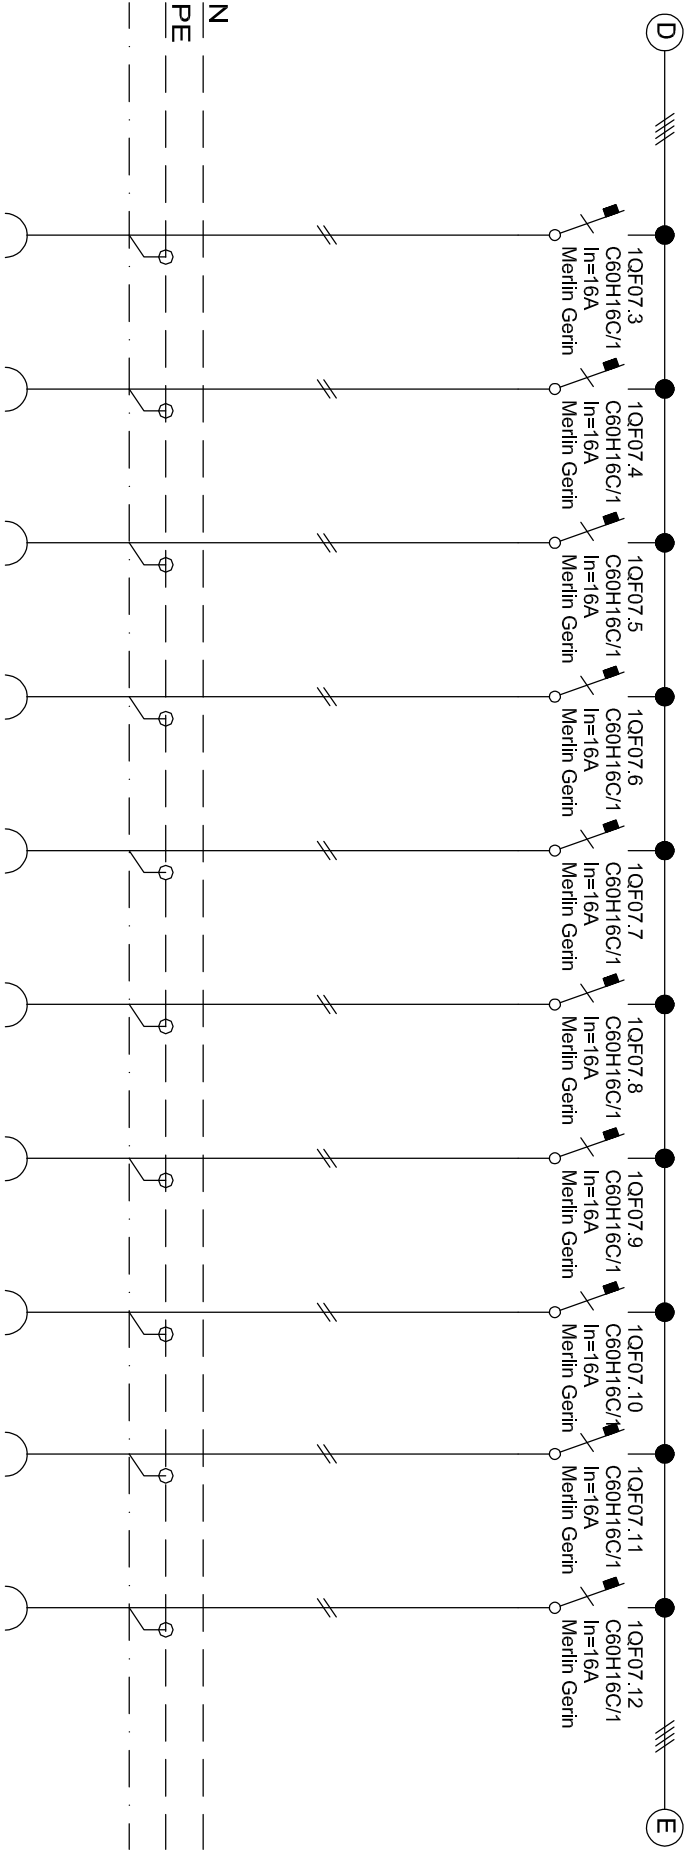 D
1QF07.3
C60H16C/1
In=16A
Merlin Gerin
1QF07.4
C60H16C/1
In=16A
Merlin Gerin
1QF07.5
C60H16C/1
In=16A
Merlin Gerin
1QF07.6
C60H16C/1
In=16A
Merlin Gerin
1QF07.7
C60H16C/1
In=16A
Merlin Gerin
1QF07.8
C60H16C/1
In=16A
Merlin Gerin
1QF07.9
C60H16C/1
In=16A
Merlin Gerin
1QF07.10
C60H16C/1
In=16A
Merlin Gerin
1QF07.11
C60H16C/1
In=16A
Merlin Gerin
1QF07.12
C60H16C/1
In=16A
Merlin Gerin
E
N
PE